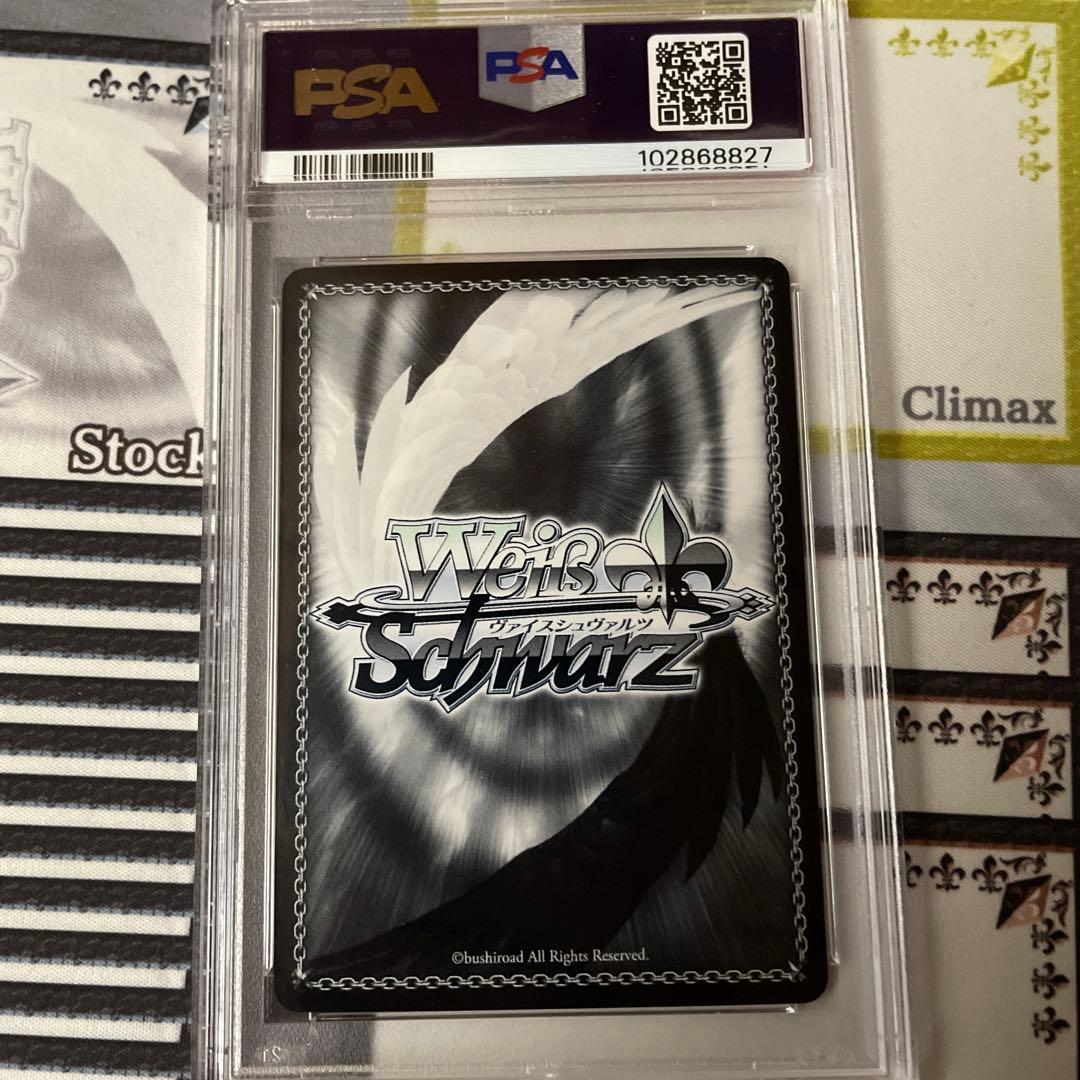 PSA
PSA
102868827
Climax
Stock
Weiß
ヴァイスシュヴァルツ
Schwarz
©bushiroad All Rights Reserved.